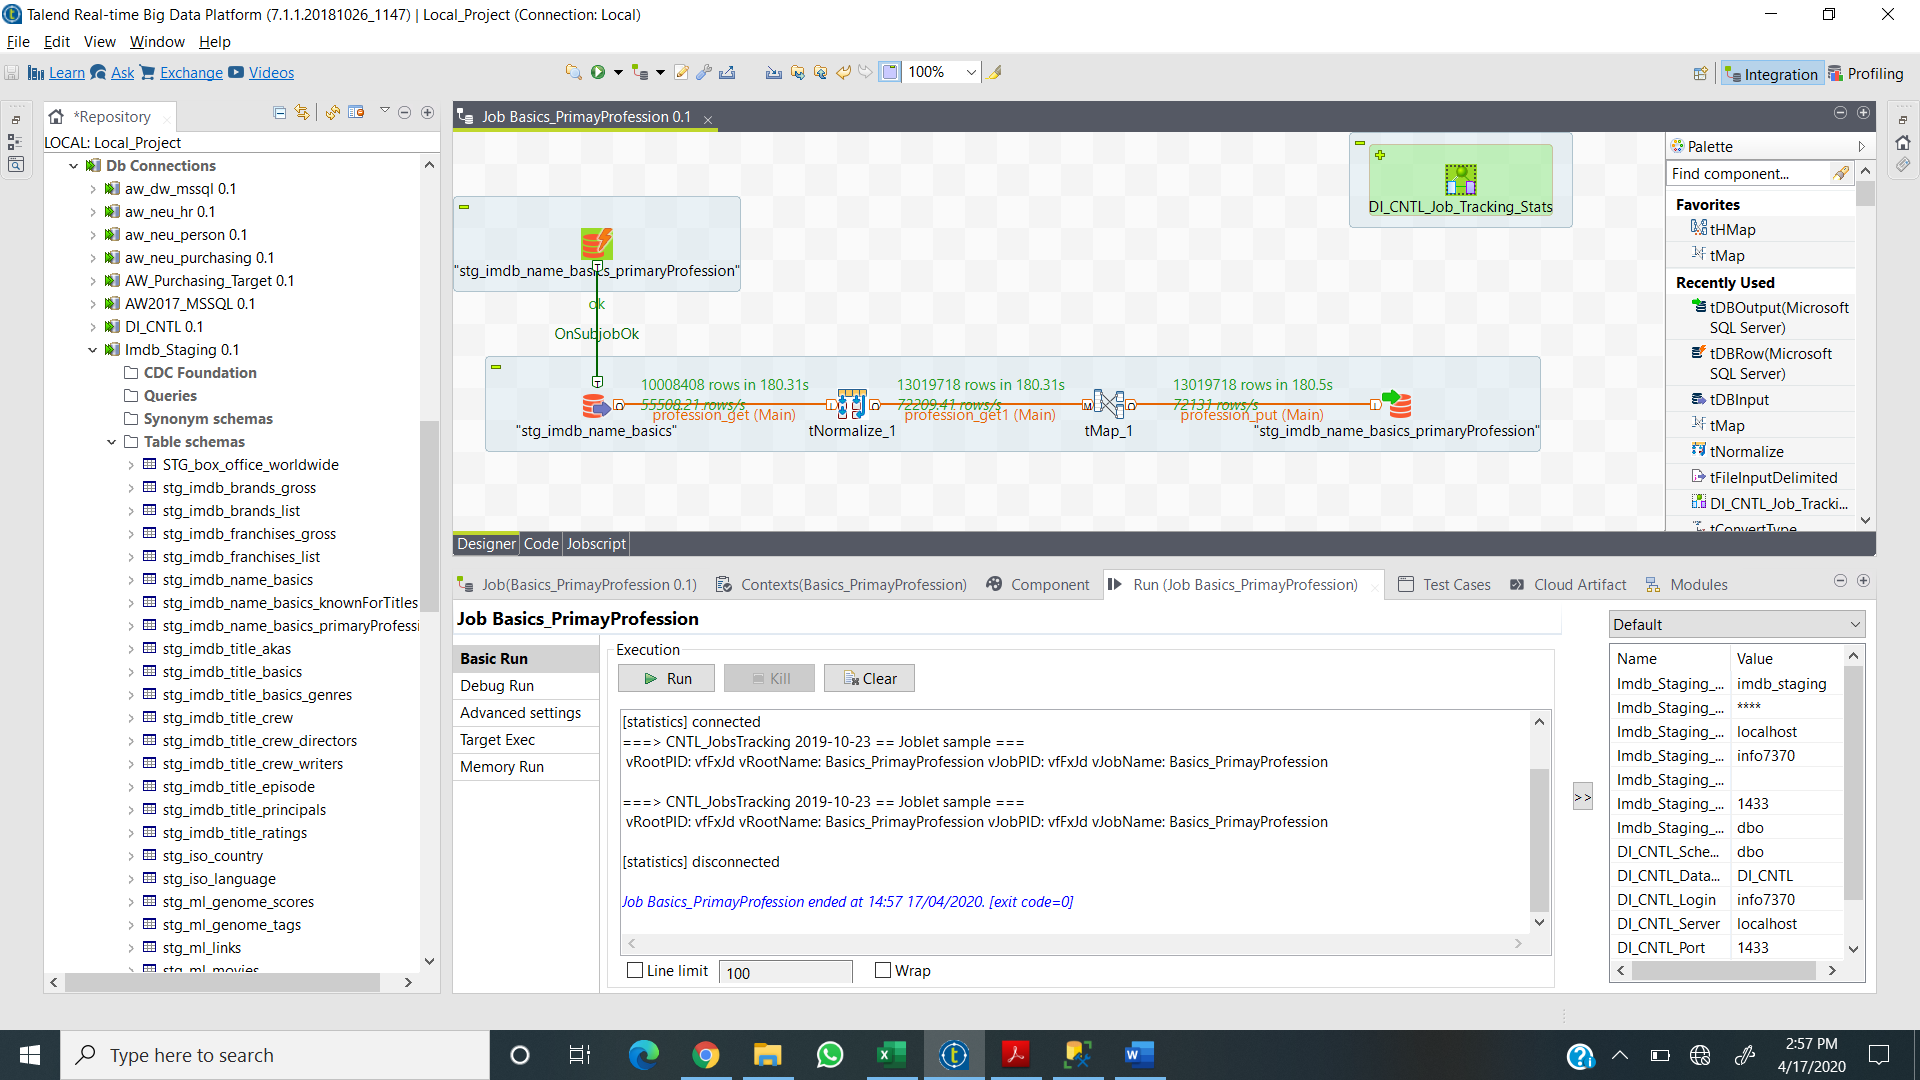 Talend Real-time Big Data Platform (7.1.1.20181026_1147) | Local_Project (Connection: Local)
File Edit View Window Help
Learn Ask Exchange Videos
100%
Integration Profiling
*Repository
LOCAL: Local_Project
Db Connections
aw_dw_mssql 0.1
aw_neu_hr 0.1
aw_neu_person 0.1
aw_neu_purchasing 0.1
AW_Purchasing_Target 0.1
AW2017_MSSQL 0.1
DI_CNTL 0.1
Imdb_Staging 0.1
CDC Foundation
Queries
Synonym schemas
Table schemas
STG_box_office_worldwide
stg_imdb_brands_gross
stg_imdb_brands_list
stg_imdb_franchises_gross
stg_imdb_franchises_list
stg_imdb_name_basics
stg_imdb_name_basics_knownForTitles
stg_imdb_name_basics_primaryProfessi
stg_imdb_title_akas
stg_imdb_title_basics
stg_imdb_title_basics_genres
stg_imdb_title_crew
stg_imdb_title_crew_directors
stg_imdb_title_crew_writers
stg_imdb_title_episode
stg_imdb_title_principals
stg_imdb_title_ratings
stg_iso_country
stg_iso_language
stg_ml_genome_scores
stg_ml_genome_tags
stg_ml_links
stg_ml_movies
Job Basics_PrimayProfession 0.1
DI_CNTL_Job_Tracking_Stats
"stg_imdb_name_basics_primaryProfession"
ok
OnSubjobOk
10008408 rows in 180.31s
55508.21 rows/s
profession_get (Main)
13019718 rows in 180.31s
72209.41 rows/s
profession_get1 (Main)
13019718 rows in 180.5s
72131 rows/s
profession_put (Main)
"stg_imdb_name_basics"
tNormalize_1
tMap_1
"stg_imdb_name_basics_primaryProfession"
Palette
Find component...
Favorites
tHMap
tMap
Recently Used
tDBOutput(Microsoft
SQL Server)
tDBRow(Microsoft
SQL Server)
tDBInput
tMap
tNormalize
tFileInputDelimited
DI_CNTL_Job_Tracki...
tConvertType
Designer Code Jobscript
Job(Basics_PrimayProfession 0.1) Contexts(Basics_PrimayProfession) Component Run (Job Basics_PrimayProfession) Test Cases Cloud Artifact Modules
Job Basics_PrimayProfession
Basic Run
Debug Run
Advanced settings
Target Exec
Memory Run
Execution
Run Kill Clear
[statistics] connected
===> CNTL_JobsTracking 2019-10-23 == Joblet sample ===
vRootPID: vfFxJd vRootName: Basics_PrimayProfession vJobPID: vfFxJd vJobName: Basics_PrimayProfession
===> CNTL_JobsTracking 2019-10-23 == Joblet sample ===
vRootPID: vfFxJd vRootName: Basics_PrimayProfession vJobPID: vfFxJd vJobName: Basics_PrimayProfession
[statistics] disconnected
Job Basics_PrimayProfession ended at 14:57 17/04/2020. [exit code=0]
Line limit 100 Wrap
>>
Default
Name Value
Imdb_Staging_... imdb_staging
Imdb_Staging_... ****
Imdb_Staging_... localhost
Imdb_Staging_... info7370
Imdb_Staging_...
Imdb_Staging_... 1433
Imdb_Staging_... dbo
DI_CNTL_Sche... dbo
DI_CNTL_Data... DI_CNTL
DI_CNTL_Login info7370
DI_CNTL_Server localhost
DI_CNTL_Port 1433
Type here to search
2:57 PM
4/17/2020